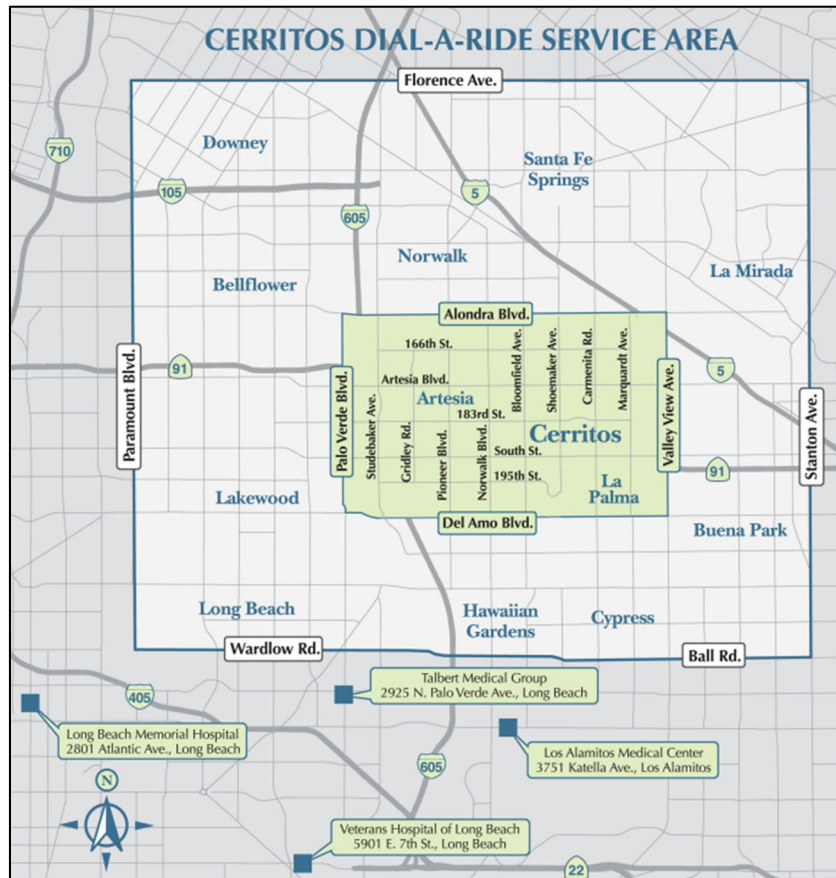 CERRITOS DIAL-A-RIDE SERVICE AREA
Florence Ave.
Downey
710
Santa Fe
Springs
105
5
605
Norwalk
La Mirada
Bellflower
Alondra Blvd.
166th St.
Paramount Blvd.
91
Palo Verde Blvd.
Artesia Blvd.
Artesia
183rd St.
Bloomfield Ave.
Shoemaker Ave.
Carmenita Rd.
Marquardt Ave.
Valley View Ave.
5
Stanton Ave.
Studebaker Ave.
Gridley Rd.
Pioneer Blvd.
Norwalk Blvd.
Cerritos
South St.
195th St.
La
Palma
91
Lakewood
Del Amo Blvd.
Buena Park
Long Beach
Hawaiian
Gardens
Cypress
Wardlow Rd.
Ball Rd.
405
Talbert Medical Group
2925 N. Palo Verde Ave., Long Beach
Long Beach Memorial Hospital
2801 Atlantic Ave., Long Beach
Los Alamitos Medical Center
3751 Katella Ave., Los Alamitos
605
N
Veterans Hospital of Long Beach
5901 E. 7th St., Long Beach
22